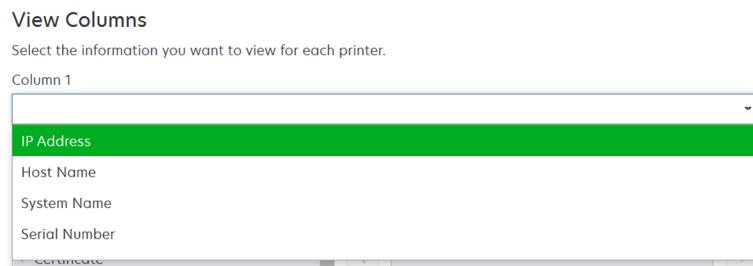 View Columns
Select the information you want to view for each printer.
Column 1
IP Address
Host Name
System Name
Serial Number
Certificate